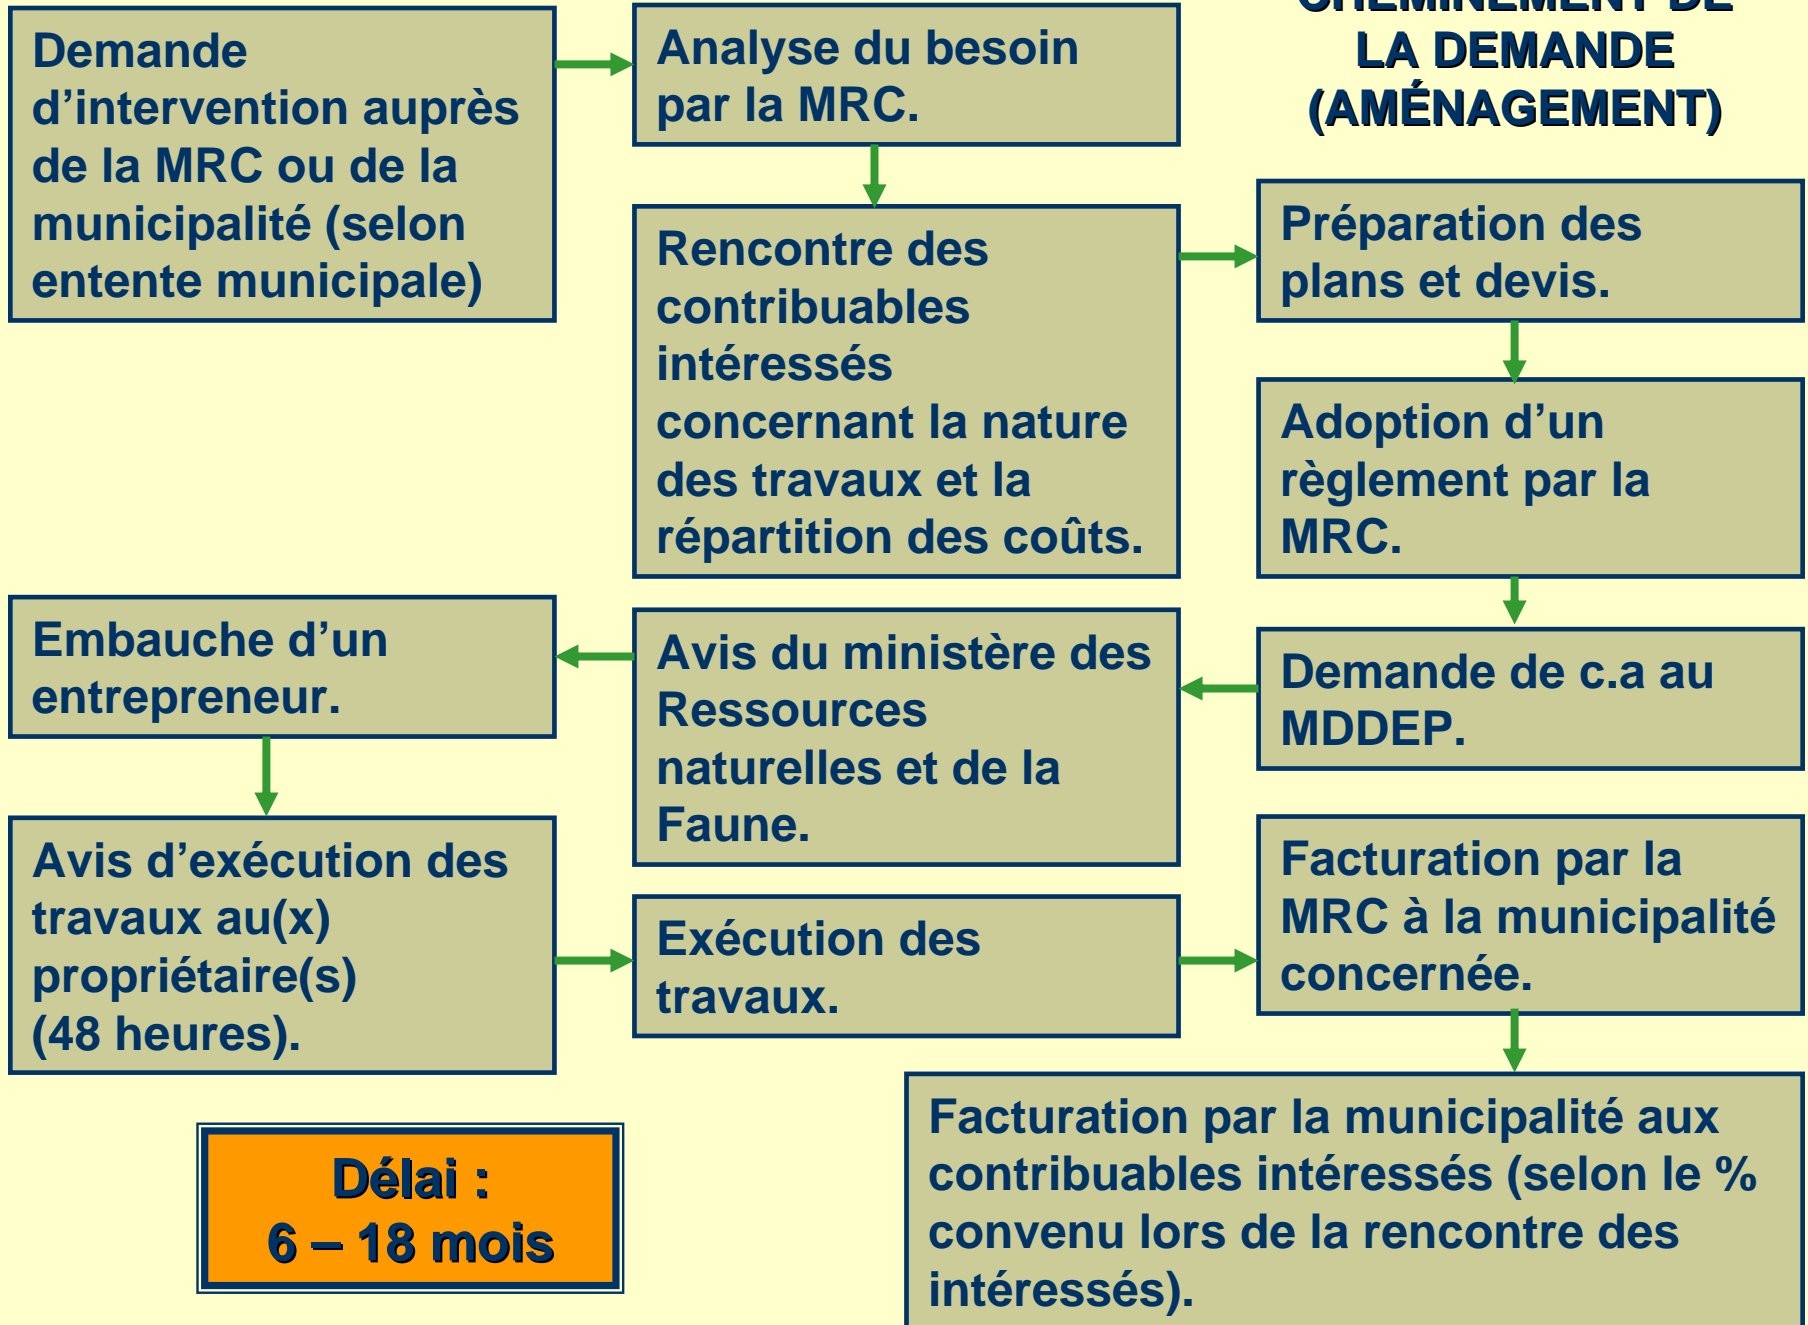 CHEMINEMENT DE
LA DEMANDE
(AMÉNAGEMENT)
Demande
d’intervention auprès
de la MRC ou de la
municipalité (selon
entente municipale)
Analyse du besoin
par la MRC.
Rencontre des
contribuables
intéressés
concernant la nature
des travaux et la
répartition des coûts.
Préparation des
plans et devis.
Adoption d’un
règlement par la
MRC.
Demande de c.a au
MDDEP.
Avis du ministère des
Ressources
naturelles et de la
Faune.
Embauche d’un
entrepreneur.
Avis d’exécution des
travaux au(x)
propriétaire(s)
(48 heures).
Exécution des
travaux.
Facturation par la
MRC à la municipalité
concernée.
Facturation par la municipalité aux
contribuables intéressés (selon le %
convenu lors de la rencontre des
intéressés).
Délai :
6 – 18 mois